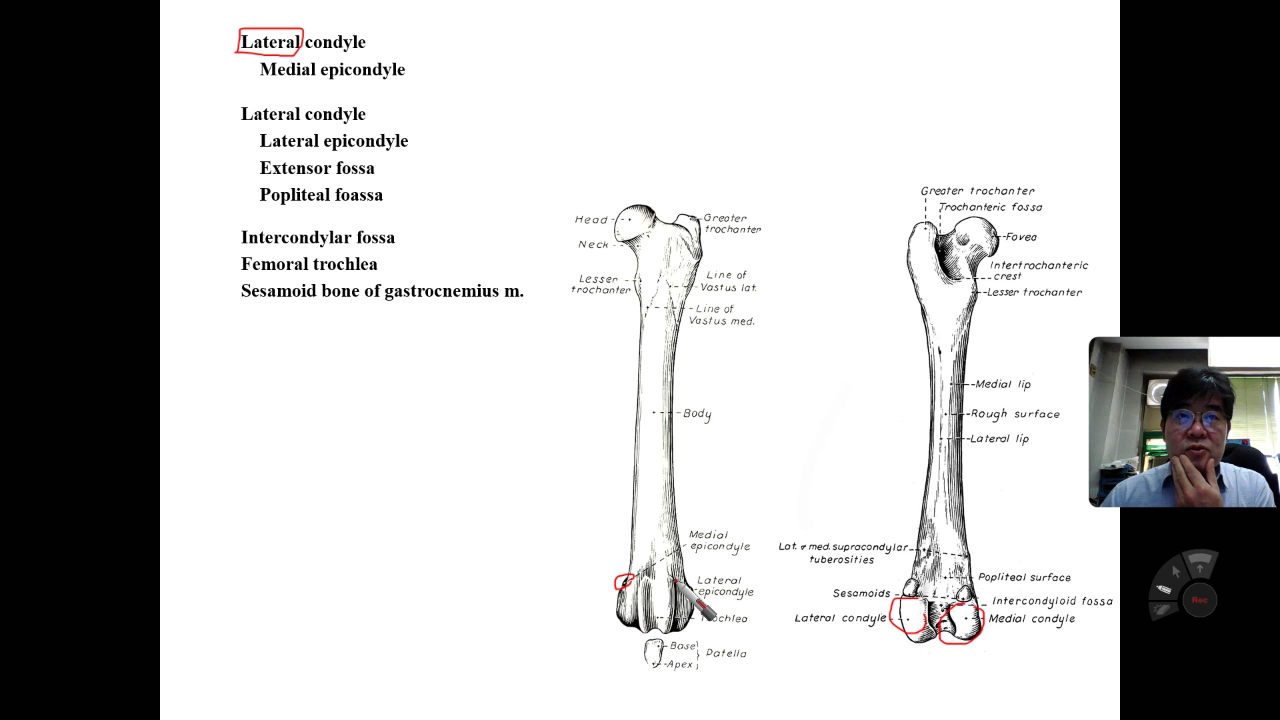 Lateral condyle
Medial epicondyle
Lateral condyle
Lateral epicondyle
Extensor fossa
Popliteal foassa
Intercondylar fossa
Femoral trochlea
Sesamoid bone of gastrocnemius m.
Head
Neck
Lesser
trochanter
Greater
trochanter
Line of
Vastus lat.
Line of
Vastus med.
Body
Medial
epicondyle
Lateral
epicondyle
Base
Apex
Patella
Greater trochanter
Trochanteric fossa
Fovea
Intertrochanteric
crest
Lesser trochanter
Medial lip
Rough surface
Lateral lip
Lat. & med. supracondylar
tuberosities
Popliteal surface
Sesamoids
Intercondyloid fossa
Lateral condyle
Medial condyle
Rec